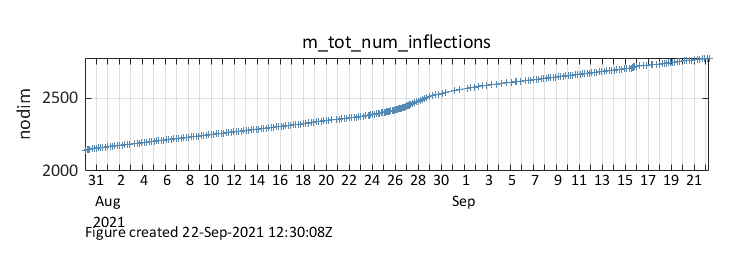 m_tot_num_inflections
nodim
2500
2000
31 2 4 6 8 10 12 14 16 18 20 22 24 26 28 30 1 3 5 7 9 11 13 15 17 19 21
Aug Sep
2021
Figure created 22-Sep-2021 12:30:08Z